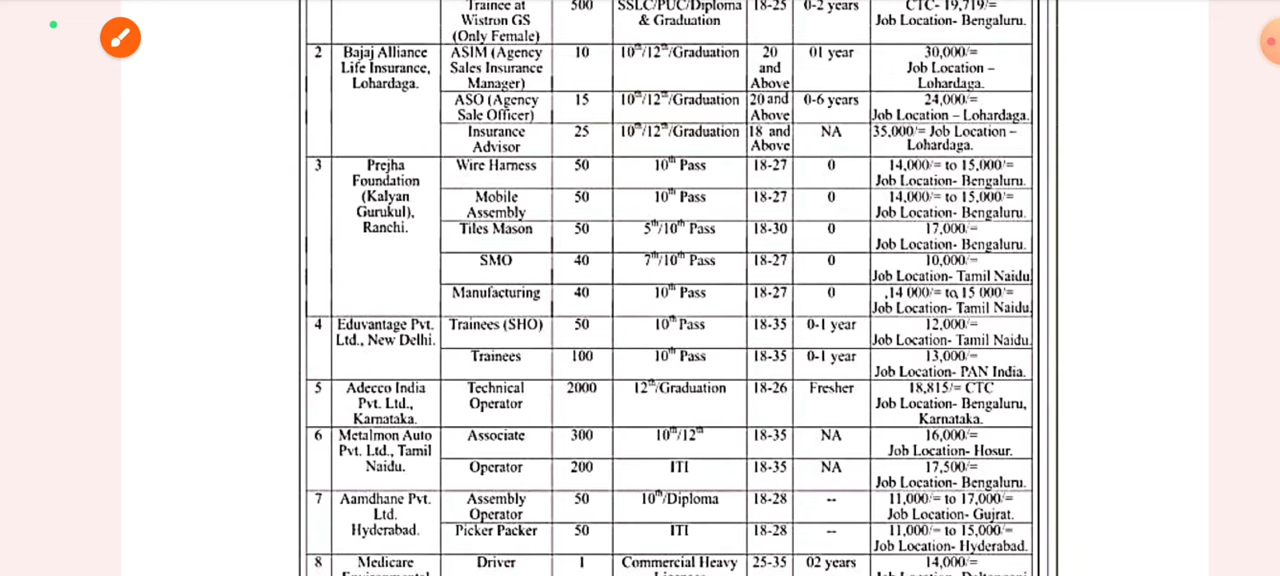 Trainee at 500 SSLC/PUC/Diploma 18-25 0-2 years CTC- 19,719/=
Wistron GS & Graduation Job Location- Bengaluru.
(Only Female)
2 Bajaj Alliance ASIM (Agency 10 10th/12th/Graduation 20 01 year 30,000/=
Life Insurance, Sales Insurance and Job Location –
Lohardaga. Manager) Above Lohardaga.
ASO (Agency 15 10th/12th/Graduation 20 and 0-6 years 24,000/=
Sale Officer) Above Job Location – Lohardaga.
Insurance 25 10th/12th/Graduation 18 and NA 35,000/= Job Location –
Advisor Above Lohardaga.
3 Prejha Wire Harness 50 10th Pass 18-27 0 14,000/= to 15,000/=
Foundation Job Location- Bengaluru.
(Kalyan Mobile 50 10th Pass 18-27 0 14,000/= to 15,000/=
Gurukul), Assembly Job Location- Bengaluru.
Ranchi. Tiles Mason 50 5th/10th Pass 18-30 0 17,000/=
Job Location- Bengaluru.
SMO 40 7th/10th Pass 18-27 0 10,000/=
Job Location- Tamil Naidu
Manufacturing 40 10th Pass 18-27 0 ,14 000/= to 15 000/=
Job Location- Tamil Naidu.
4 Eduvantage Pvt. Trainees (SHO) 50 10th Pass 18-35 0-1 year 12,000/=
Ltd., New Delhi. Job Location- Tamil Naidu.
Trainees 100 10th Pass 18-35 0-1 year 13,000/=
Job Location- PAN India.
5 Adecco India Technical 2000 12th/Graduation 18-26 Fresher 18,815/= CTC
Pvt. Ltd., Operator Job Location- Bengaluru,
Karnataka. Karnataka.
6 Metalmon Auto Associate 300 10th/12th 18-35 NA 16,000/=
Pvt. Ltd., Tamil Job Location- Hosur.
Naidu. Operator 200 ITI 18-35 NA 17,500/=
Job Location- Bengaluru.
7 Aamdhane Pvt. Assembly 50 10th/Diploma 18-28 -- 11,000/= to 17,000/=
Ltd. Operator Job Location- Gujrat.
Hyderabad. Picker Packer 50 ITI 18-28 -- 11,000/= to 15,000/=
Job Location- Hyderabad.
8 Medicare Driver 1 Commercial Heavy 25-35 02 years 14,000/=